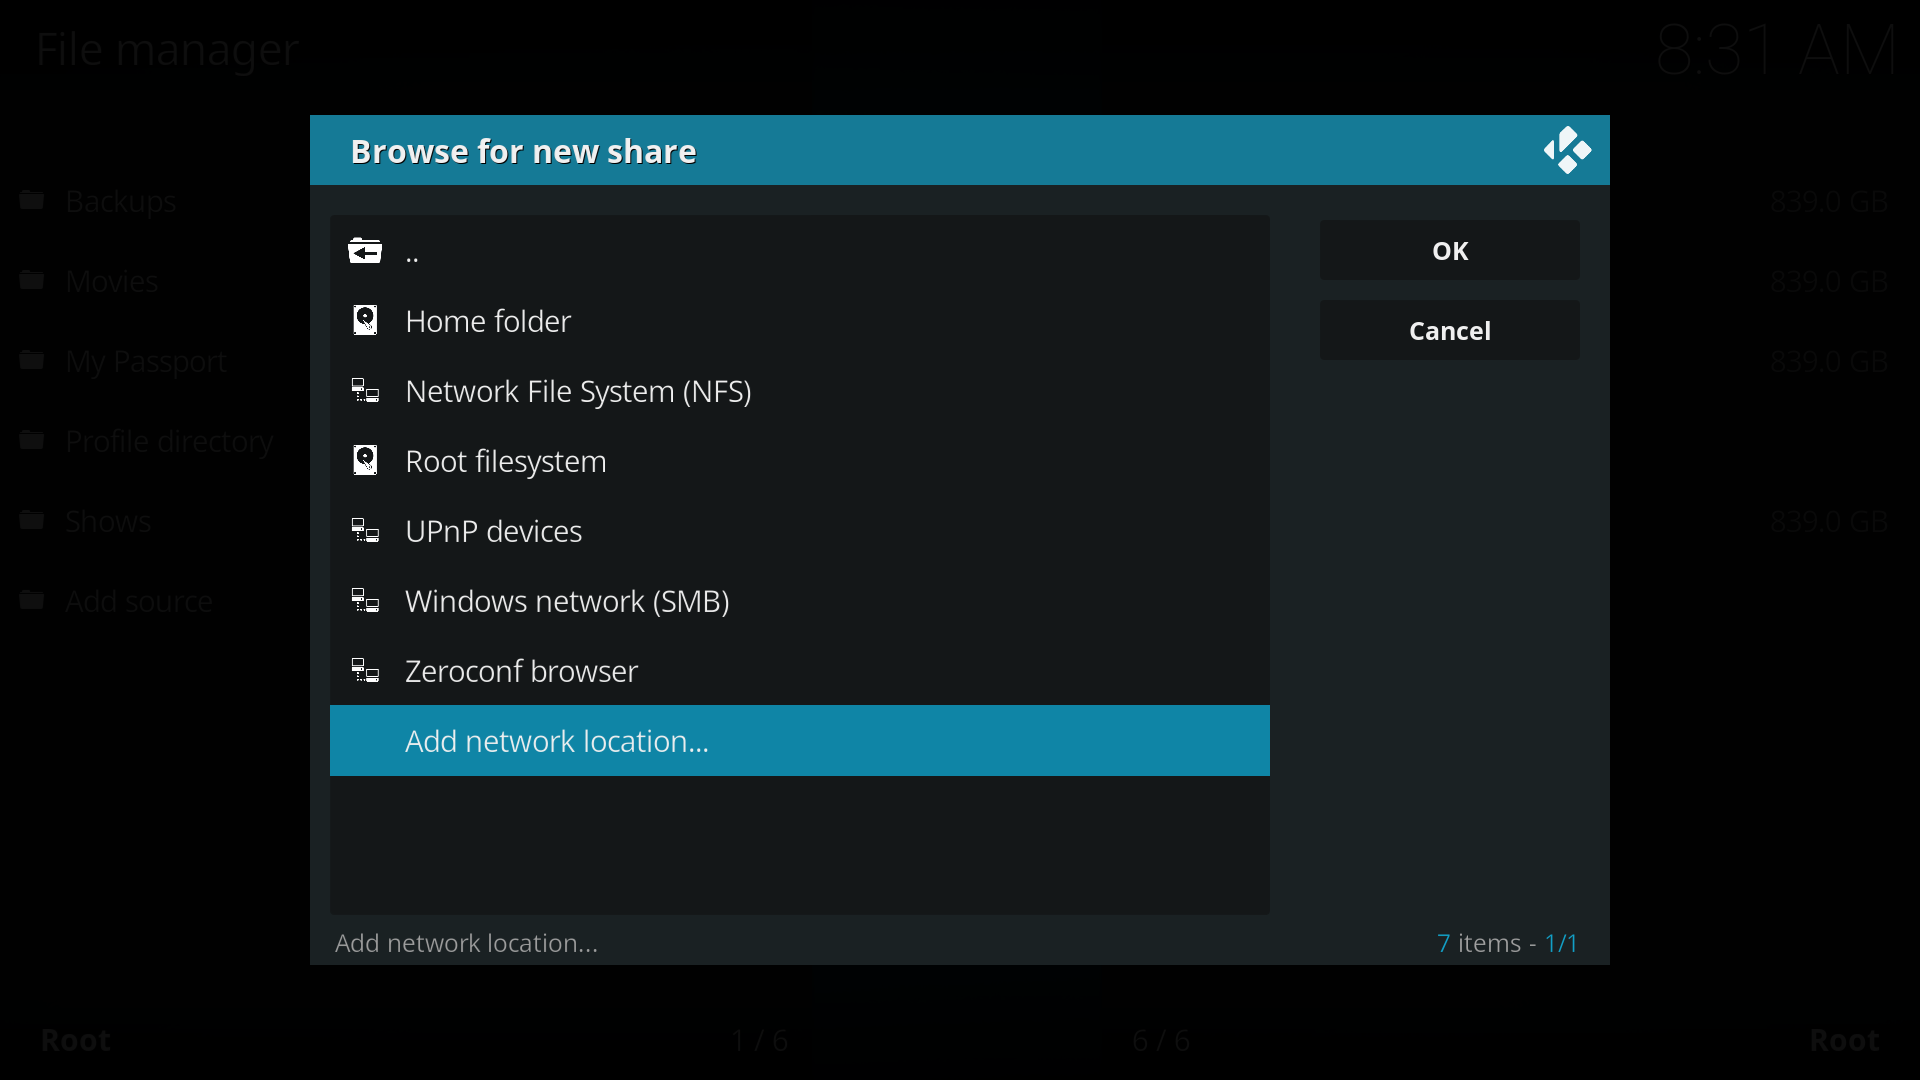 File manager
8:31 AM
Browse for new share
..
Home folder
Network File System (NFS)
Root filesystem
UPnP devices
Windows network (SMB)
Zeroconf browser
Add network location...
OK
Cancel
Add network location...
7 items - 1/1
Backups
839.0 GB
Movies
839.0 GB
My Passport
839.0 GB
Profile directory
Shows
839.0 GB
Add source
Root
1 / 6
6 / 6
Root